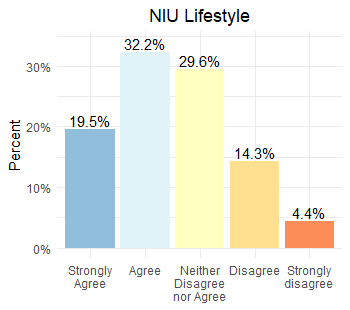 NIU Lifestyle
Percent
30%
20%
10%
0%
19.5%
32.2%
29.6%
14.3%
4.4%
Strongly
Agree
Agree
Neither
Disagree
nor Agree
Disagree
Strongly
disagree